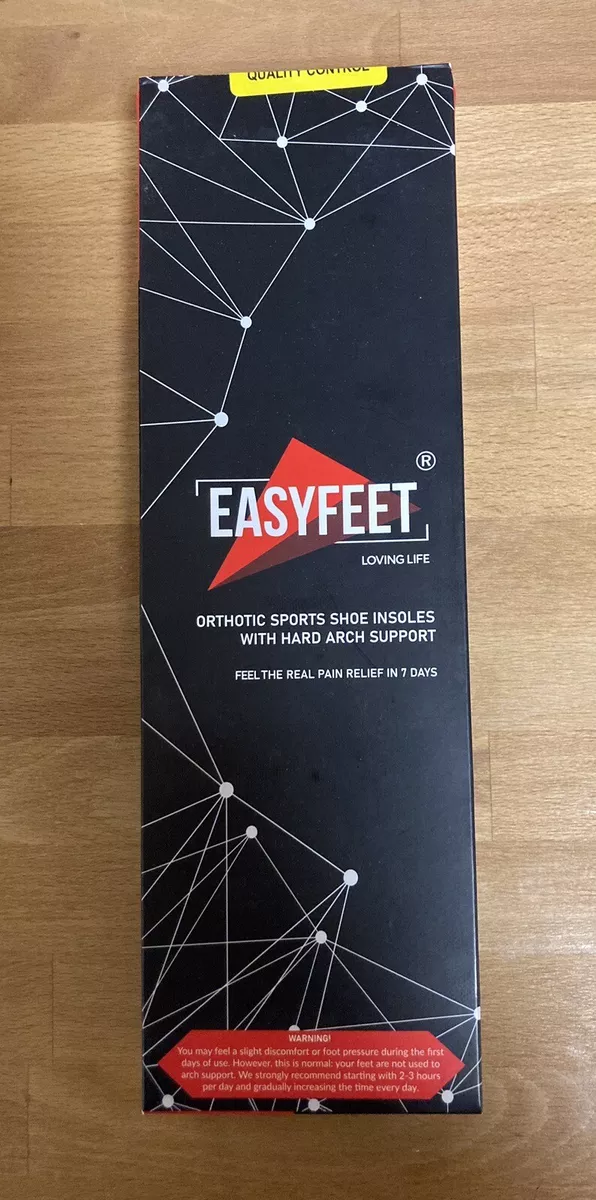 QUALITY CONTROL
®
EASYFEET
LOVING LIFE
ORTHOTIC SPORTS SHOE INSOLES
WITH HARD ARCH SUPPORT
FEEL THE REAL PAIN RELIEF IN 7 DAYS
WARNING!
You may feel a slight discomfort or foot pressure during the first
days of use. However, this is normal: your feet are not used to
arch support. We strongly recommend starting with 2-3 hours
per day and gradually increasing the time every day.